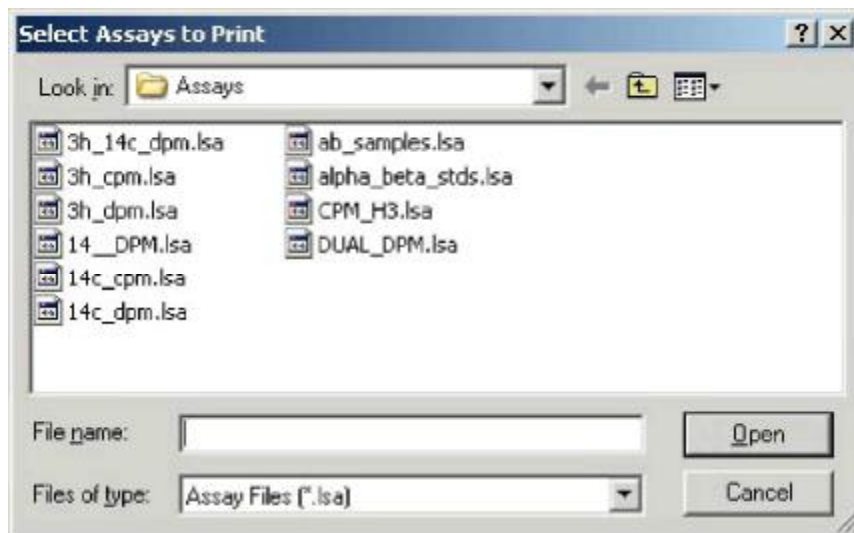 Select Assays to Print
Look in: Assays
3h_14c_dpm.lsa
3h_cpm.lsa
3h_dpm.lsa
14__DPM.lsa
14c_cpm.lsa
14c_dpm.lsa
ab_samples.lsa
alpha_beta_stds.lsa
CPM_H3.lsa
DUAL_DPM.lsa
File name: Open
Files of type: Assay Files (*.lsa) Cancel